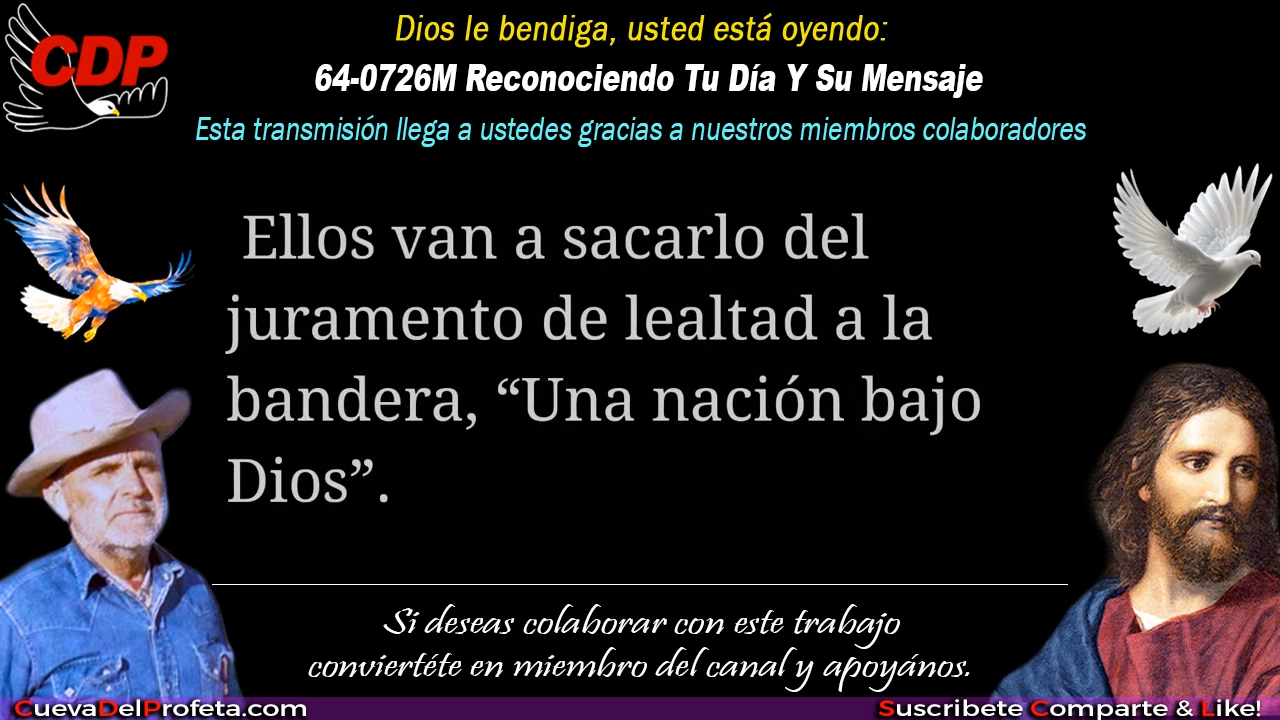 CDP
Dios le bendiga, usted está oyendo:
64-0726M Reconociendo Tu Día Y Su Mensaje
Esta transmisión llega a ustedes gracias a nuestros miembros colaboradores
Ellos van a sacarlo del
juramento de lealtad a la
bandera, “Una nación bajo
Dios”.
Si deseas colaborar con este trabajo
conviertéte en miembro del canal y apoyános.
CuevaDelProfeta.com
Suscribete Comparte & Like!